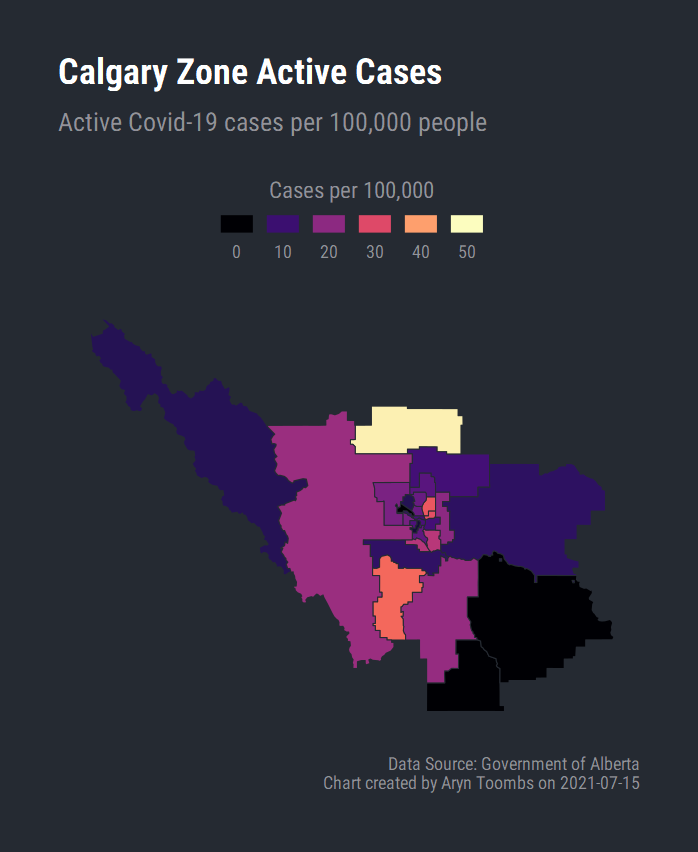 Calgary Zone Active Cases
Active Covid-19 cases per 100,000 people
Cases per 100,000
0 10 20 30 40 50
Data Source: Government of Alberta
Chart created by Aryn Toombs on 2021-07-15